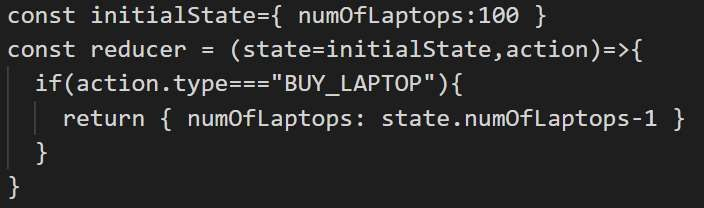 const initialState={ numOfLaptops:100 }
const reducer = (state=initialState,action)=>{
  if(action.type==="BUY_LAPTOP"){
    return { numOfLaptops: state.numOfLaptops-1 }
  }
}